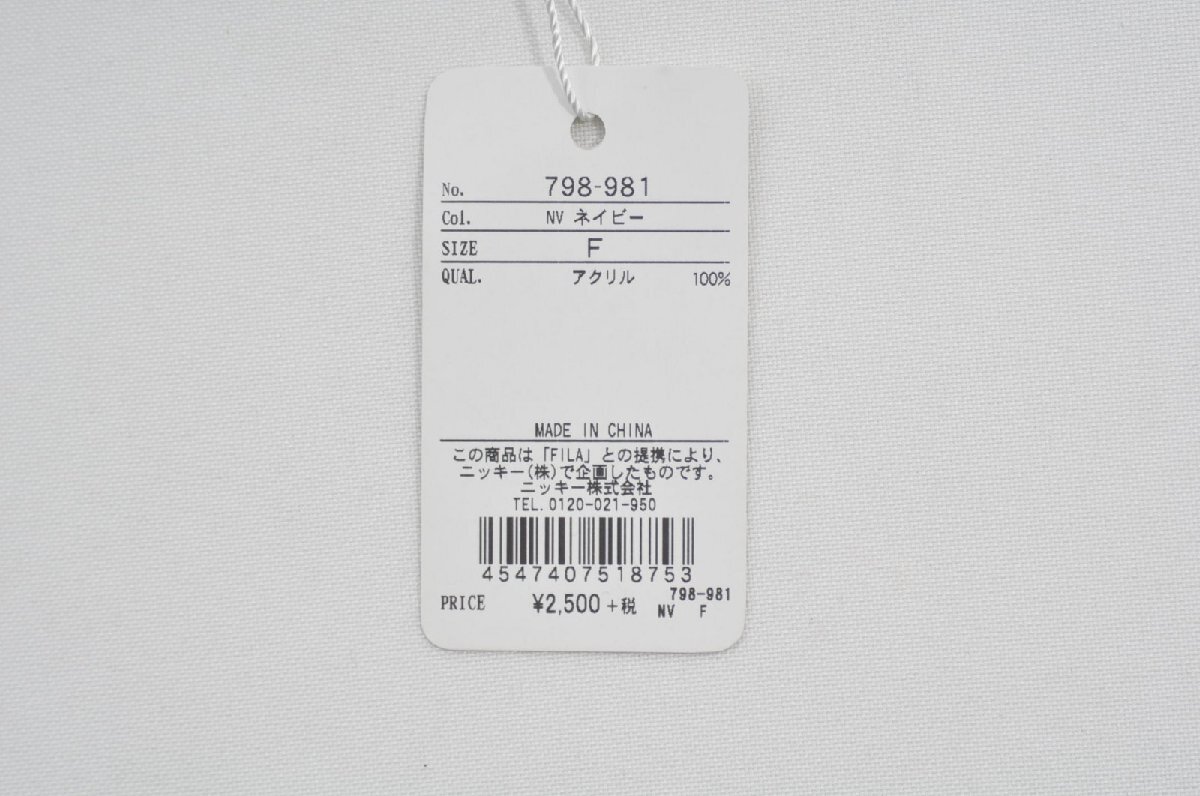 No. 798-981
Col. NV ネイビー
SIZE F
QUAL. アクリル 100%
MADE IN CHINA
この商品は「FILA」との提携により、
ニッキー(株)で企画したものです。
ニッキー株式会社
TEL.0120-021-950
4547407518753
PRICE ¥2,500+税 798-981
NV F